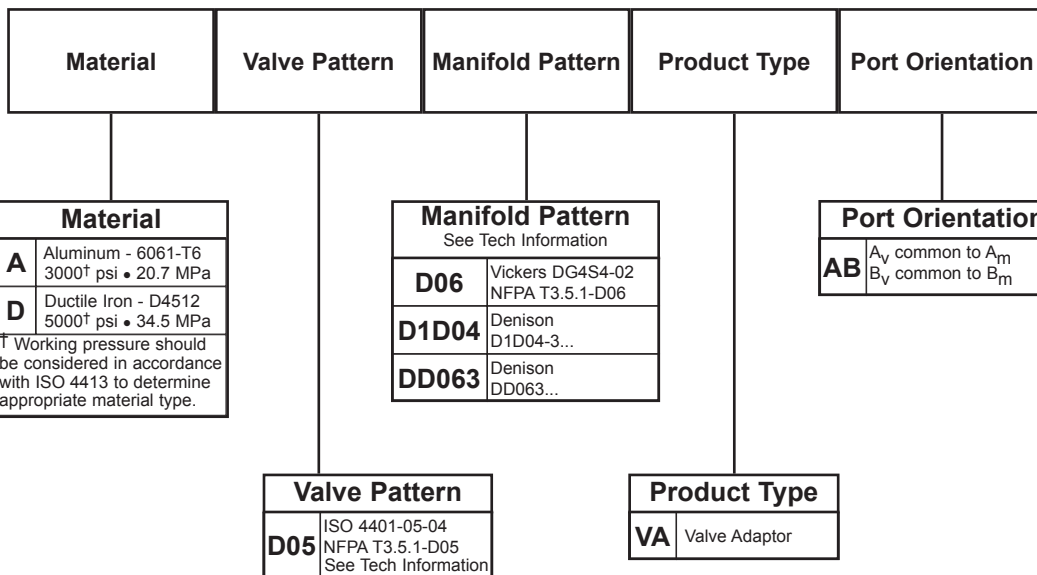 Material
Valve Pattern
Manifold Pattern
Product Type
Port Orientation
Material
A
Aluminum - 6061-T6
3000† psi • 20.7 MPa
D
Ductile Iron - D4512
5000† psi • 34.5 MPa
† Working pressure should
be considered in accordance
with ISO 4413 to determine
appropriate material type.
Manifold Pattern
See Tech Information
D06
Vickers DG4S4-02
NFPA T3.5.1-D06
D1D04
Denison
D1D04-3...
DD063
Denison
DD063...
Port Orientation
AB
Av common to Am
Bv common to Bm
Valve Pattern
D05
ISO 4401-05-04
NFPA T3.5.1-D05
See Tech Information
Product Type
VA
Valve Adaptor